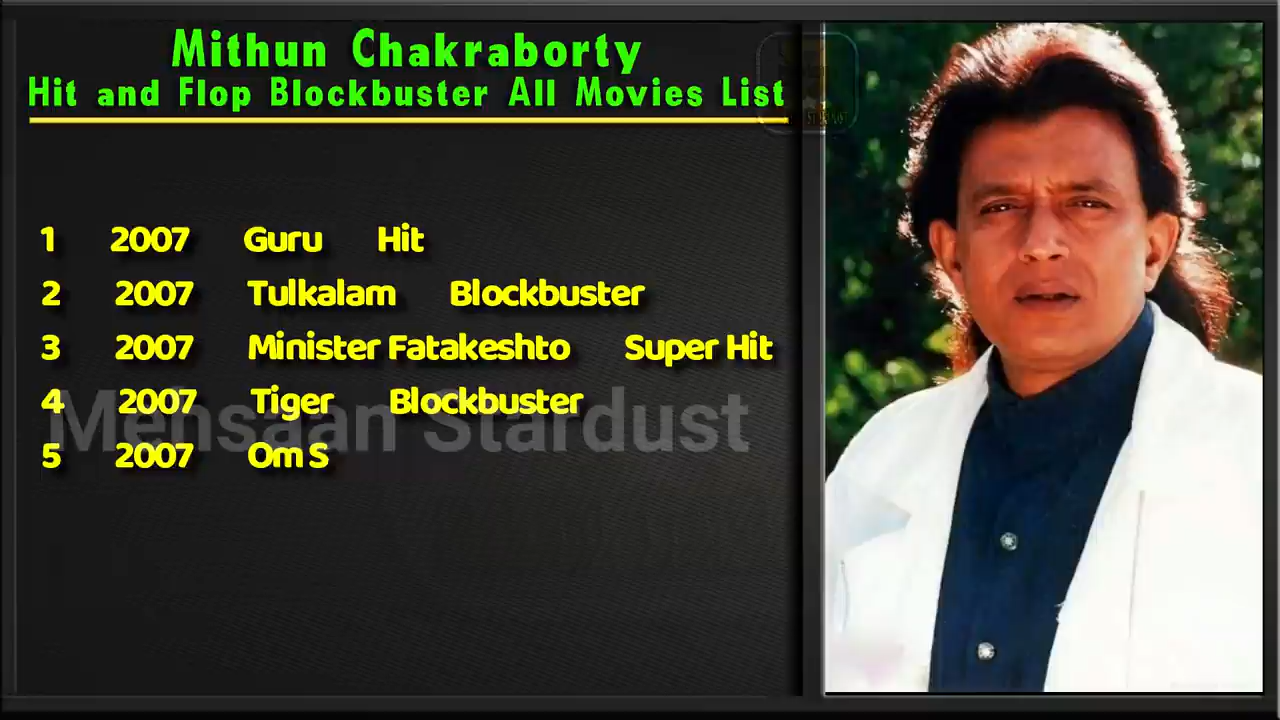 Mithun Chakraborty
Hit and Flop Blockbuster All Movies List
1 2007 Guru Hit
2 2007 Tulkalam Blockbuster
3 2007 Minister Fatakeshto Super Hit
4 2007 Tiger Blockbuster
Mehsaan Stardust
5 2007 Om S